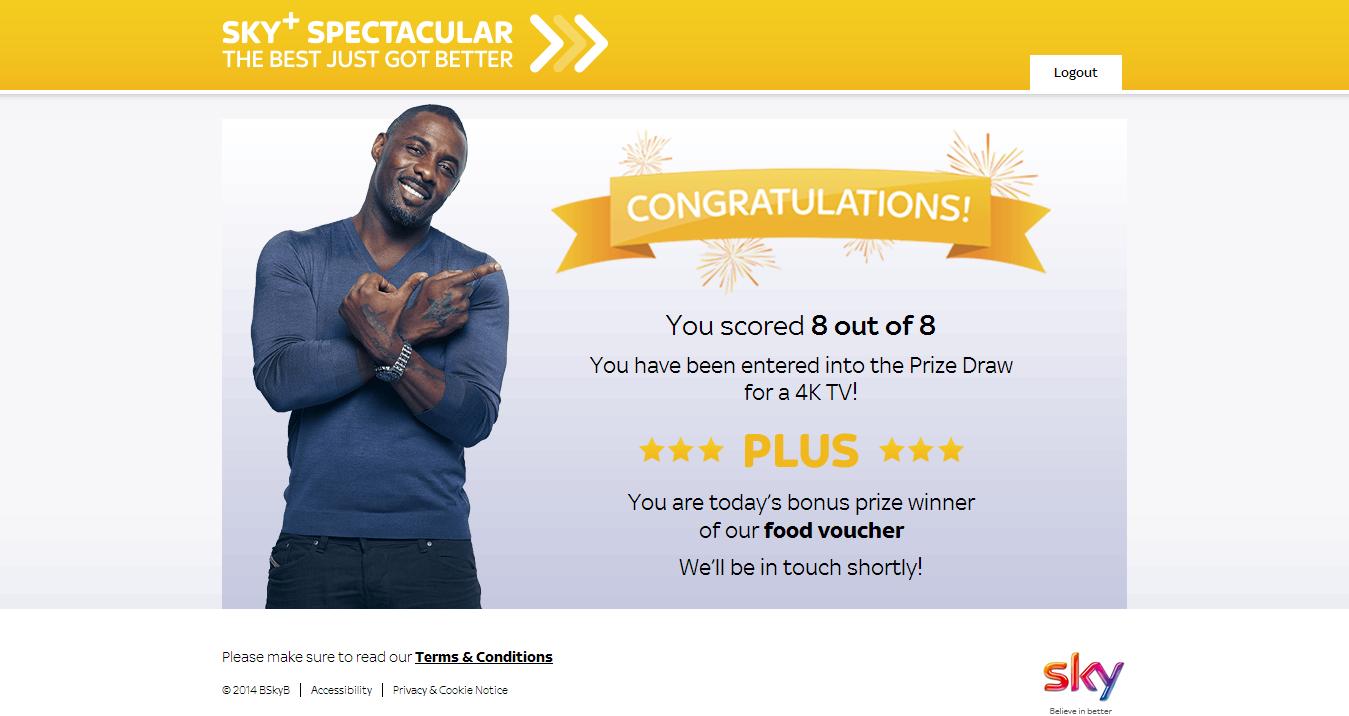 SKY+ SPECTACULAR
THE BEST JUST GOT BETTER
Logout
CONGRATULATIONS!
You scored 8 out of 8
You have been entered into the Prize Draw
for a 4K TV!
PLUS
You are today's bonus prize winner
of our food voucher
We'll be in touch shortly!
Please make sure to read our Terms & Conditions
© 2014 BSkyB | Accessibility | Privacy & Cookie Notice
sky
Believe in better